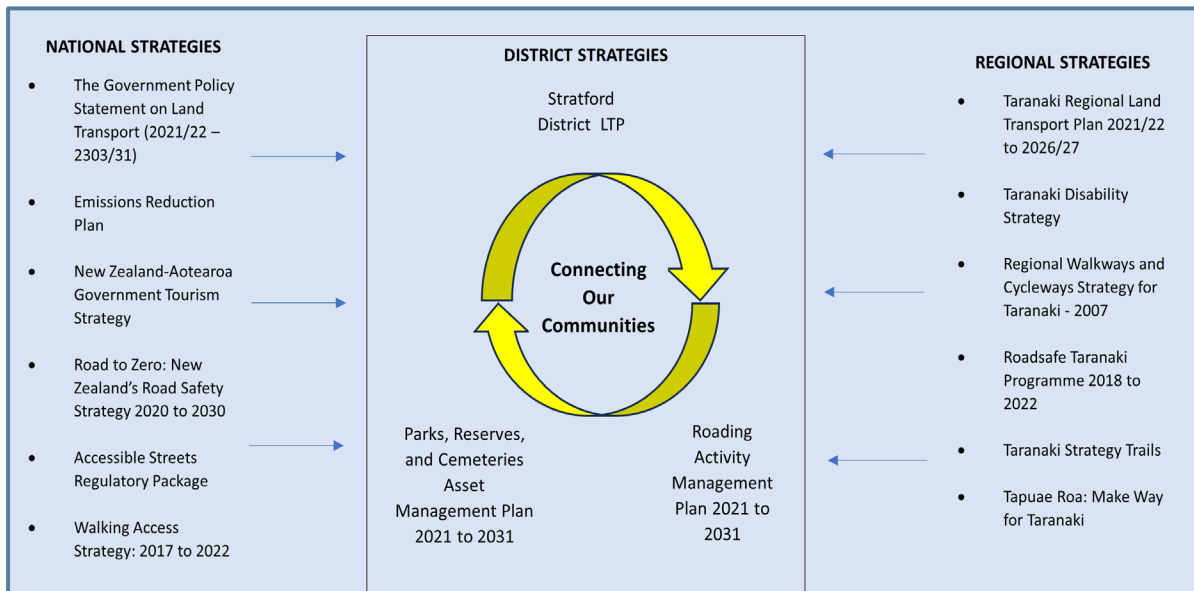 NATIONAL STRATEGIES
• The Government Policy
Statement on Land
Transport (2021/22 –
2303/31)
• Emissions Reduction
Plan
• New Zealand-Aotearoa
Government Tourism
Strategy
• Road to Zero: New
Zealand’s Road Safety
Strategy 2020 to 2030
• Accessible Streets
Regulatory Package
• Walking Access
Strategy: 2017 to 2022
DISTRICT STRATEGIES
Stratford
District LTP
Connecting
Our
Communities
Parks, Reserves,
and Cemeteries
Asset
Management Plan
2021 to 2031
Roading
Activity
Management
Plan 2021 to
2031
REGIONAL STRATEGIES
• Taranaki Regional Land
Transport Plan 2021/22
to 2026/27
• Taranaki Disability
Strategy
• Regional Walkways and
Cycleways Strategy for
Taranaki - 2007
• Roadsafe Taranaki
Programme 2018 to
2022
• Taranaki Strategy Trails
• Tapuae Roa: Make Way
for Taranaki